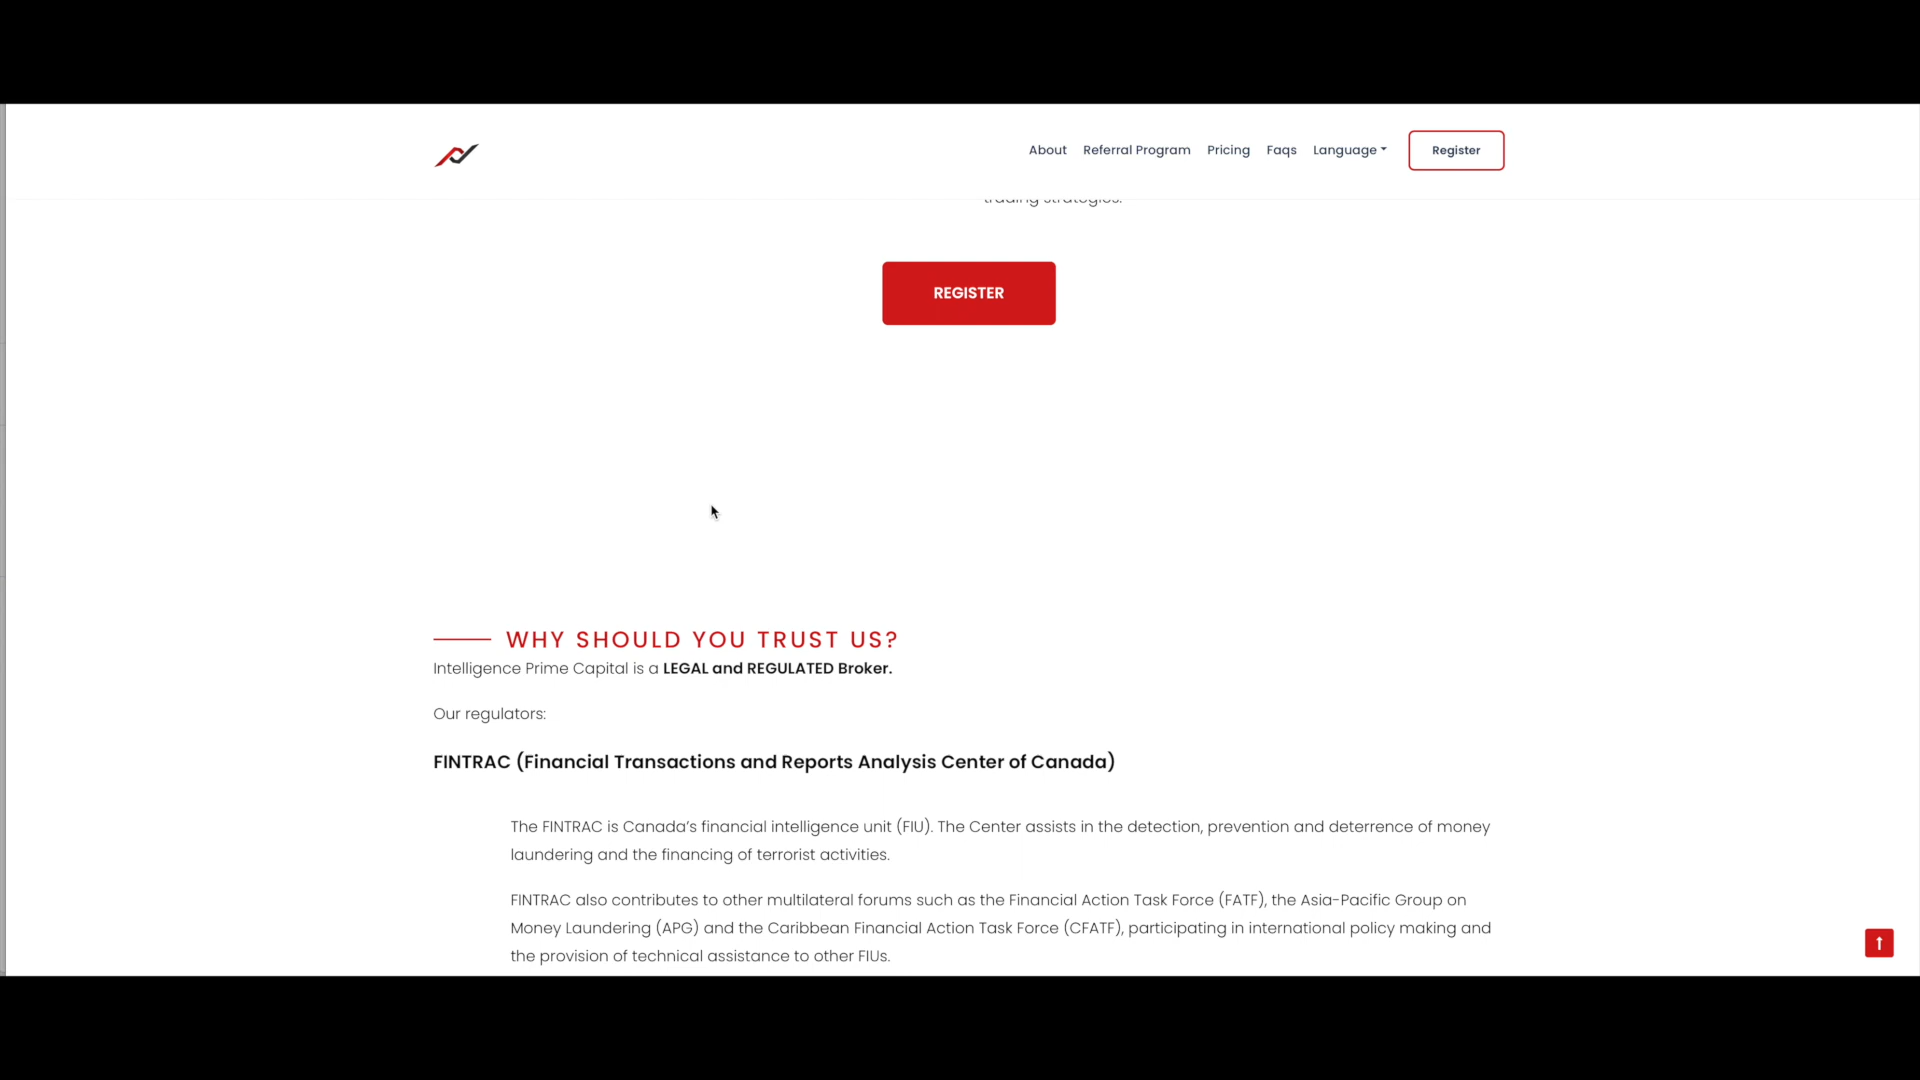 About Referral Program Pricing Faqs Language Register
trading strategies.
REGISTER
WHY SHOULD YOU TRUST US?
Intelligence Prime Capital is a LEGAL and REGULATED Broker.
Our regulators:
FINTRAC (Financial Transactions and Reports Analysis Center of Canada)
The FINTRAC is Canada’s financial intelligence unit (FIU). The Center assists in the detection, prevention and deterrence of money
laundering and the financing of terrorist activities.
FINTRAC also contributes to other multilateral forums such as the Financial Action Task Force (FATF), the Asia-Pacific Group on
Money Laundering (APG) and the Caribbean Financial Action Task Force (CFATF), participating in international policy making and
the provision of technical assistance to other FIUs.